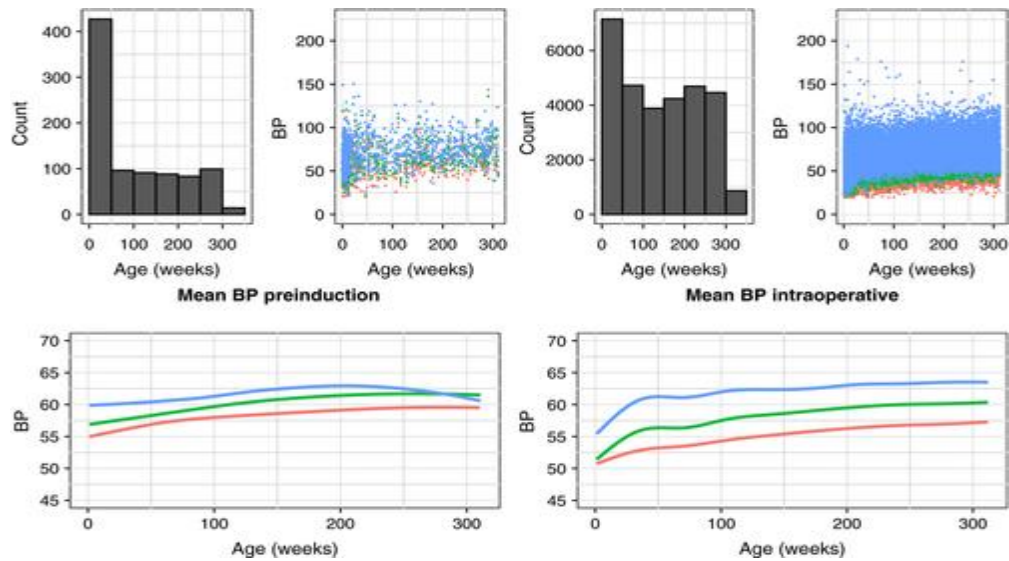 400
300
200
100
0
Count
0 100 200 300
Age (weeks)
200
150
100
50
0
BP
0 100 200 300
Age (weeks)
6000
4000
2000
0
Count
0 100 200 300
Age (weeks)
200
150
100
50
0
BP
0 100 200 300
Age (weeks)
Mean BP preinduction
Mean BP intraoperative
70
65
60
55
50
45
BP
0 100 200 300
Age (weeks)
70
65
60
55
50
45
BP
0 100 200 300
Age (weeks)